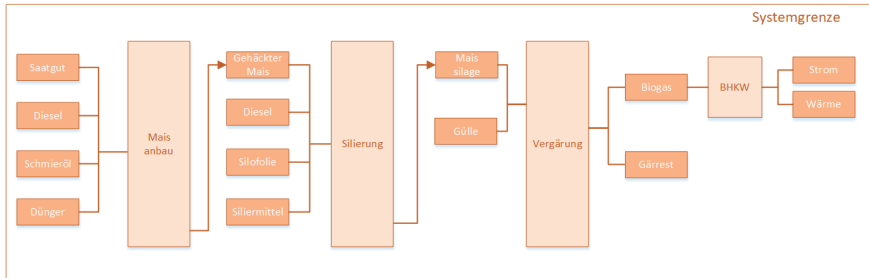 Systemgrenze
Saatgut
Diesel
Schmieröl
Dünger
Mais
anbau
Gehäckter
Mais
Diesel
Silofolie
Siliermittel
Silierung
Mais
silage
Gülle
Vergärung
Biogas
Gärrest
BHKW
Strom
Wärme